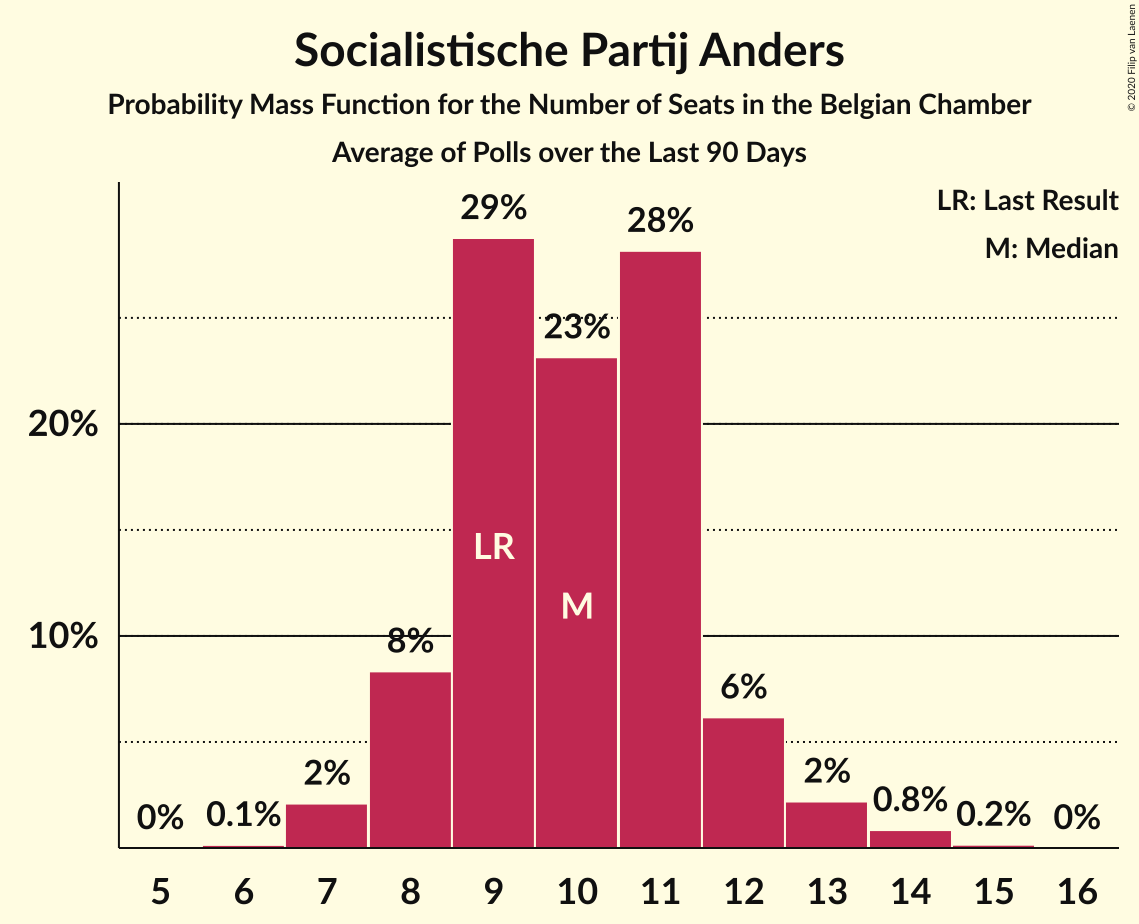 Socialistische Partij Anders
Probability Mass Function for the Number of Seats in the Belgian Chamber
Average of Polls over the Last 90 Days
© 2020 Filip van Laenen
LR: Last Result
M: Median
29%
28%
23%
20%
LR
M
10%
8%
6%
2%
2%
0%
0.1%
0.8%
0.2%
0%
5 6 7 8 9 10 11 12 13 14 15 16